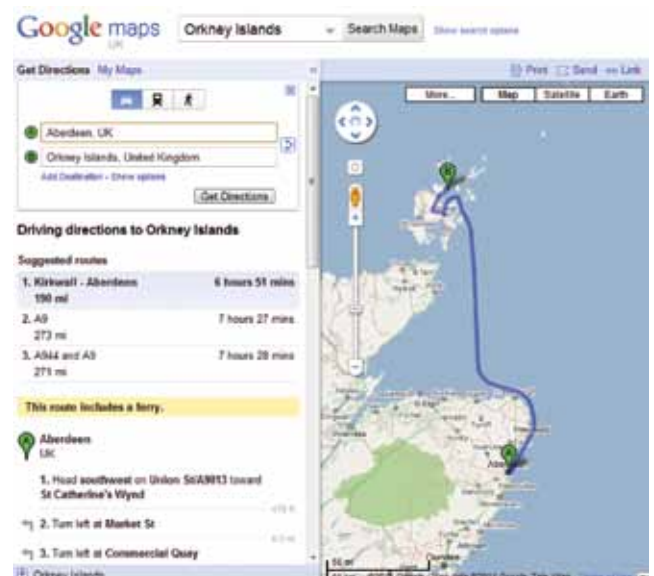 Google maps
UK
Orkney Islands
Search Maps
Show search options
Get Directions My Maps
Print Send Link
A Aberdeen, UK
Orkney Islands, United Kingdom
Add Destination - Show options
Get Directions
More... Map Satellite Earth
Driving directions to Orkney Islands
Suggested routes
1. Kirkwall - Aberdeen 6 hours 51 mins
190 mi
2. A9 7 hours 27 mins
273 mi
3. A944 and A9 7 hours 28 mins
271 mi
This route includes a ferry.
A Aberdeen
UK
1. Head southwest on Union St/A9013 toward
St Catherine's Wynd
2. Turn left at Market St
3. Turn left at Commercial Quay
Orkney Islands
A
Dundee
50 mi